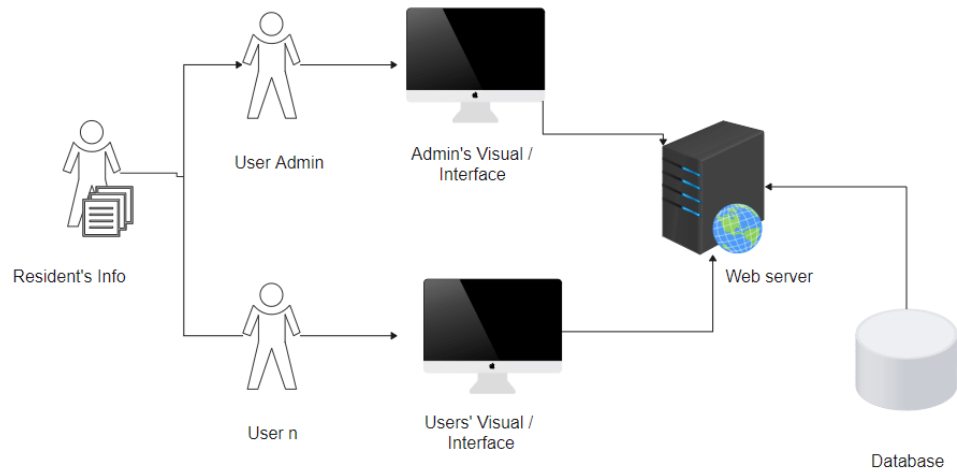 User Admin
Admin's Visual /
Interface
Resident's Info
Web server
User n
Users' Visual /
Interface
Database